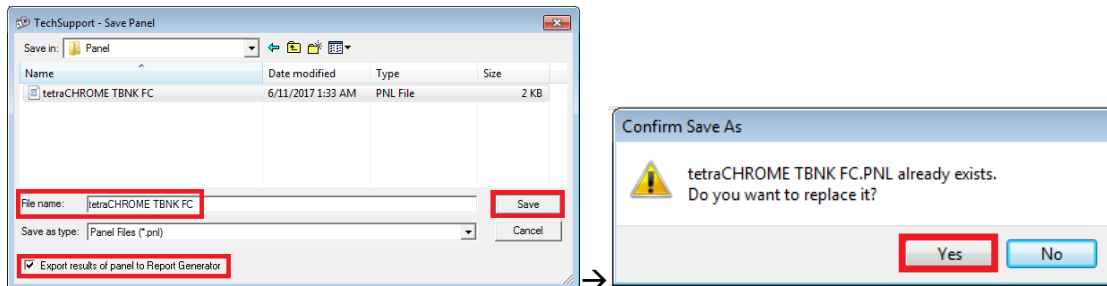 TechSupport - Save Panel
Save in: Panel
Name Date modified Type Size
tetraCHROME TBNK FC 6/11/2017 1:33 AM PNL File 2 KB
File name: tetraCHROME TBNK FC Save
Save as type: Panel Files (*.pnl) Cancel
Export results of panel to Report Generator
→
Confirm Save As
tetraCHROME TBNK FC.PNL already exists.
Do you want to replace it?
Yes No